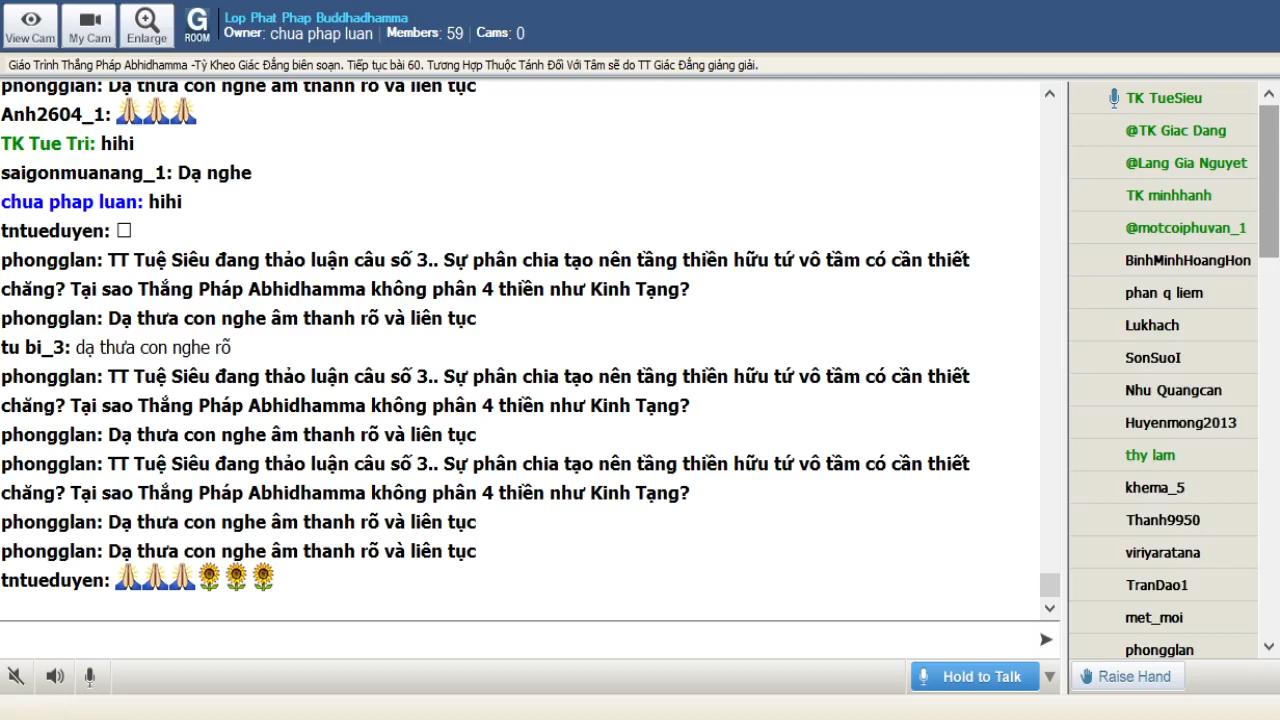 View Cam
My Cam
Enlarge
G
ROOM
Lop Phat Phap Buddhadhamma
Owner: chua phap luan | Members: 59 | Cams: 0
Giáo Trình Thắng Pháp Abhidhamma -Tỳ Kheo Giác Đẳng biên soạn. Tiếp tục bài 60. Tương Hợp Thuộc Tánh Đối Với Tâm sẽ do TT Giác Đẳng giảng giải.
phongglan: Dạ thưa con nghe âm thanh rõ và liên tục
Anh2604_1:
TK Tue Tri: hihi
saigonmuanang_1: Dạ nghe
chua phap luan: hihi
tntueduyen:
phongglan: TT Tuệ Siêu đang thảo luận câu số 3.. Sự phân chia tạo nên tầng thiền hữu tứ vô tầm có cần thiết
chăng? Tại sao Thắng Pháp Abhidhamma không phân 4 thiền như Kinh Tạng?
phongglan: Dạ thưa con nghe âm thanh rõ và liên tục
tu bi_3: dạ thưa con nghe rõ
phongglan: TT Tuệ Siêu đang thảo luận câu số 3.. Sự phân chia tạo nên tầng thiền hữu tứ vô tầm có cần thiết
chăng? Tại sao Thắng Pháp Abhidhamma không phân 4 thiền như Kinh Tạng?
phongglan: Dạ thưa con nghe âm thanh rõ và liên tục
phongglan: TT Tuệ Siêu đang thảo luận câu số 3.. Sự phân chia tạo nên tầng thiền hữu tứ vô tầm có cần thiết
chăng? Tại sao Thắng Pháp Abhidhamma không phân 4 thiền như Kinh Tạng?
phongglan: Dạ thưa con nghe âm thanh rõ và liên tục
phongglan: Dạ thưa con nghe âm thanh rõ và liên tục
tntueduyen:
Hold to Talk
TK TueSieu
@TK Giac Dang
@Lang Gia Nguyet
TK minhhanh
@motcoiphuvan_1
BinhMinhHoangHon
phan q liem
Lukhach
SonSuoI
Nhu Quangcan
Huyenmong2013
thy lam
khema_5
Thanh9950
viriyaratana
TranDao1
met_moi
phongglan
Raise Hand